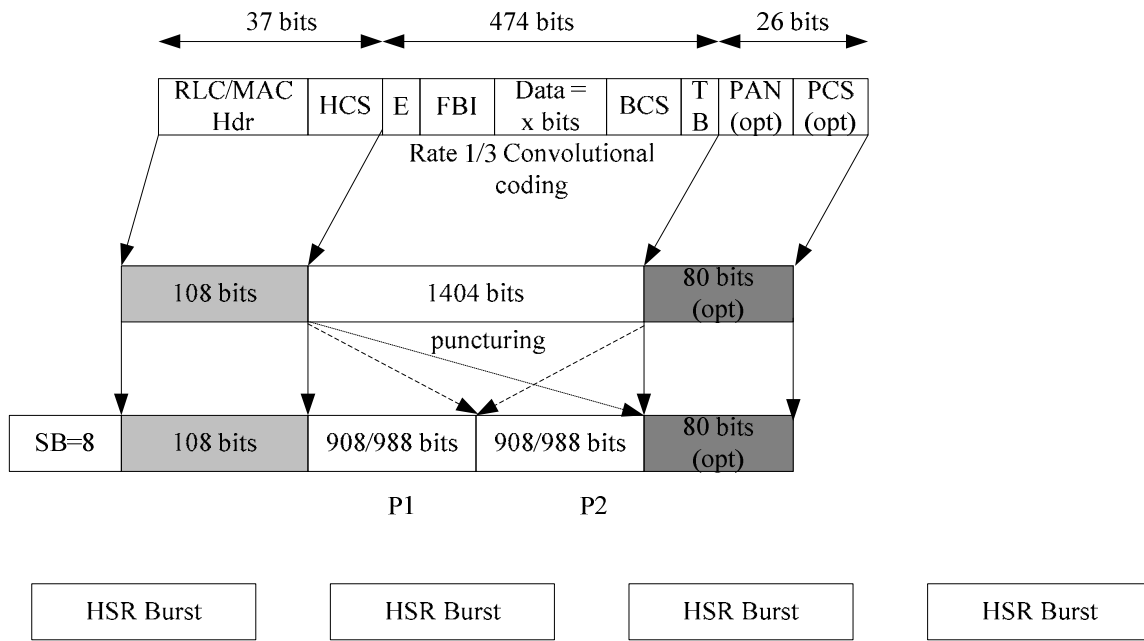 37 bits 474 bits 26 bits
RLC/MAC Hdr HCS E FBI Data = x bits BCS T B PAN (opt) PCS (opt)
Rate 1/3 Convolutional
coding
108 bits 1404 bits 80 bits (opt)
puncturing
SB=8 108 bits 908/988 bits 908/988 bits 80 bits (opt)
P1 P2
HSR Burst HSR Burst HSR Burst HSR Burst